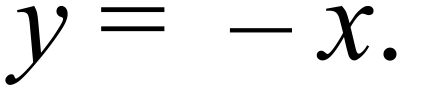 y = − x.